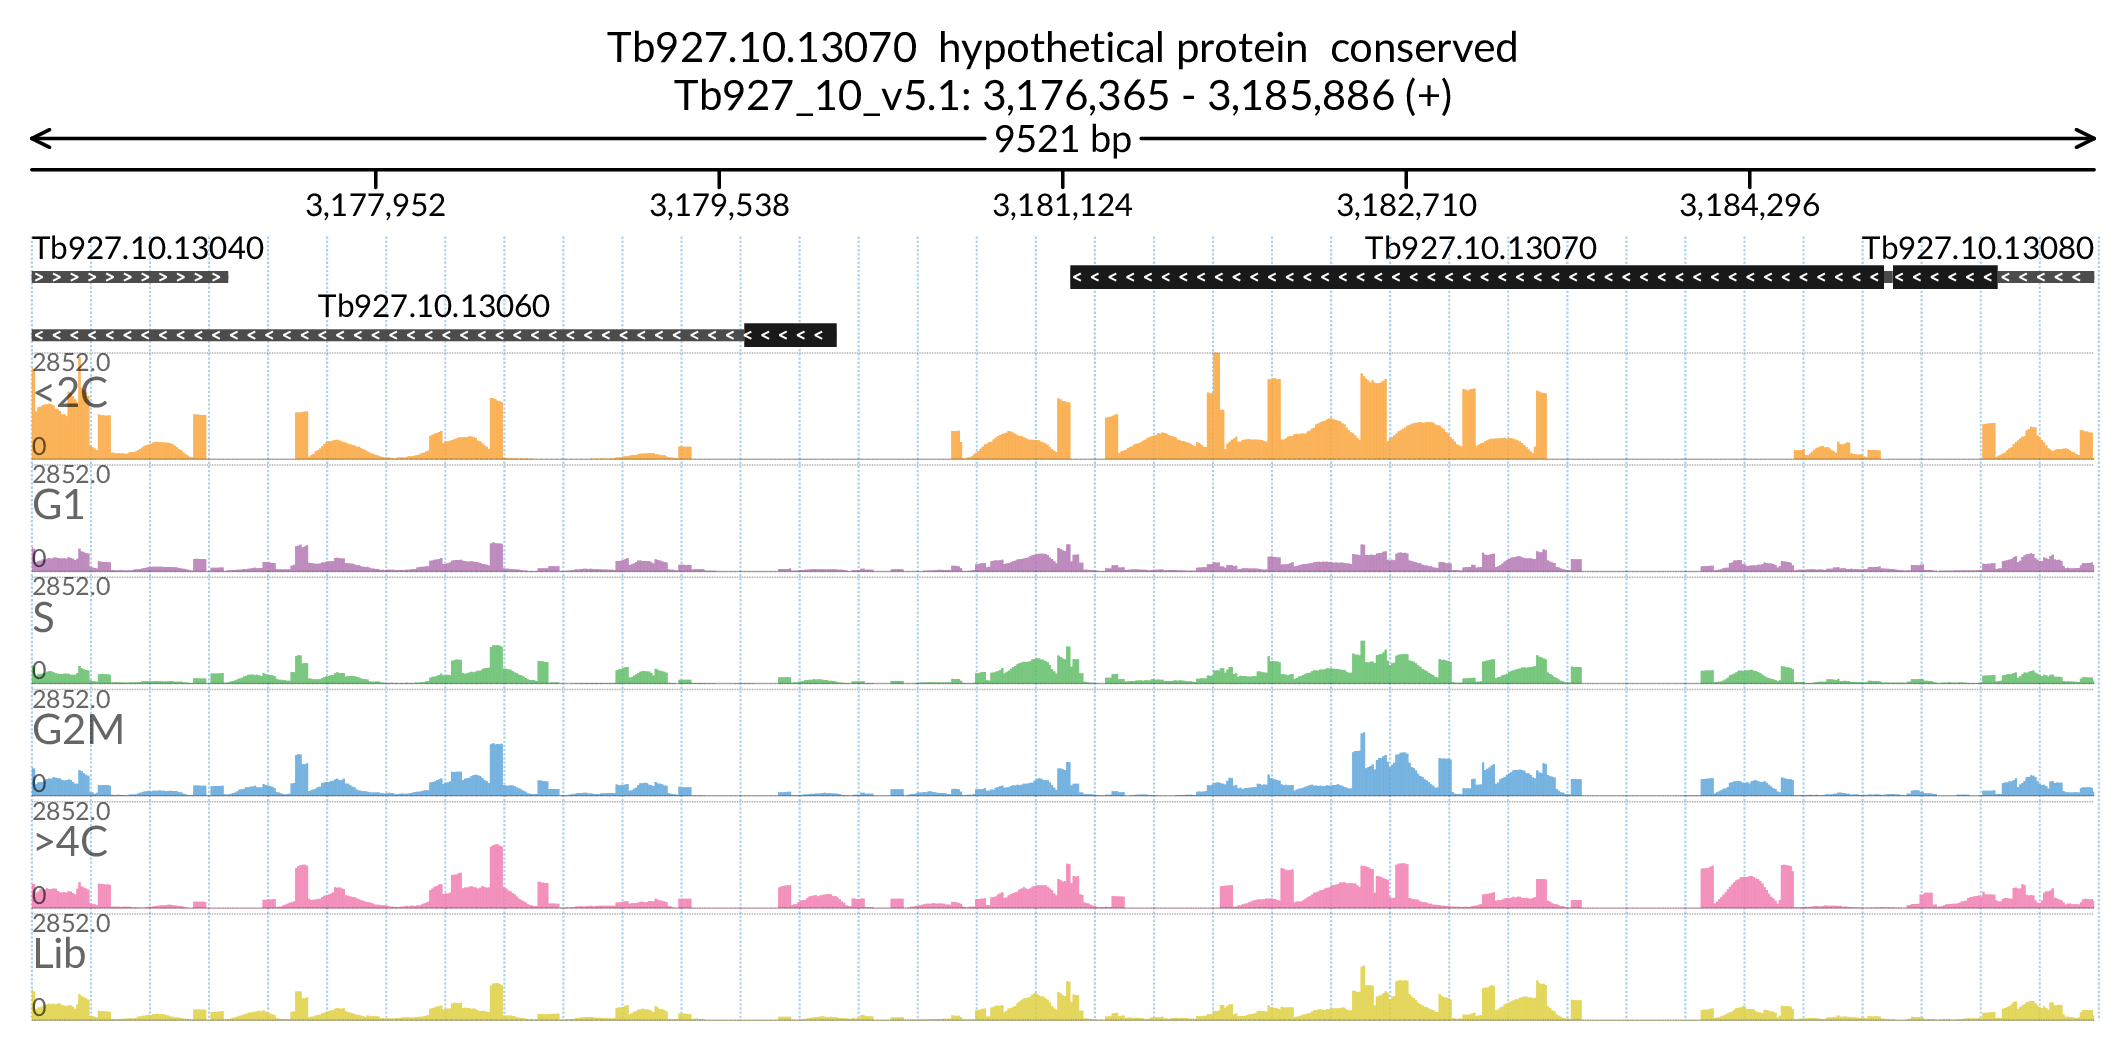 Tb927.10.13070 hypothetical protein conserved
Tb927_10_v5.1: 3,176,365 - 3,185,886 (+)
9521 bp
3,177,952 3,179,538 3,181,124 3,182,710 3,184,296
Tb927.10.13040 Tb927.10.13070 Tb927.10.13080
Tb927.10.13060
2852.0
<2C
0
2852.0
G1
0
2852.0
S
0
2852.0
G2M
0
2852.0
>4C
0
2852.0
Lib
0